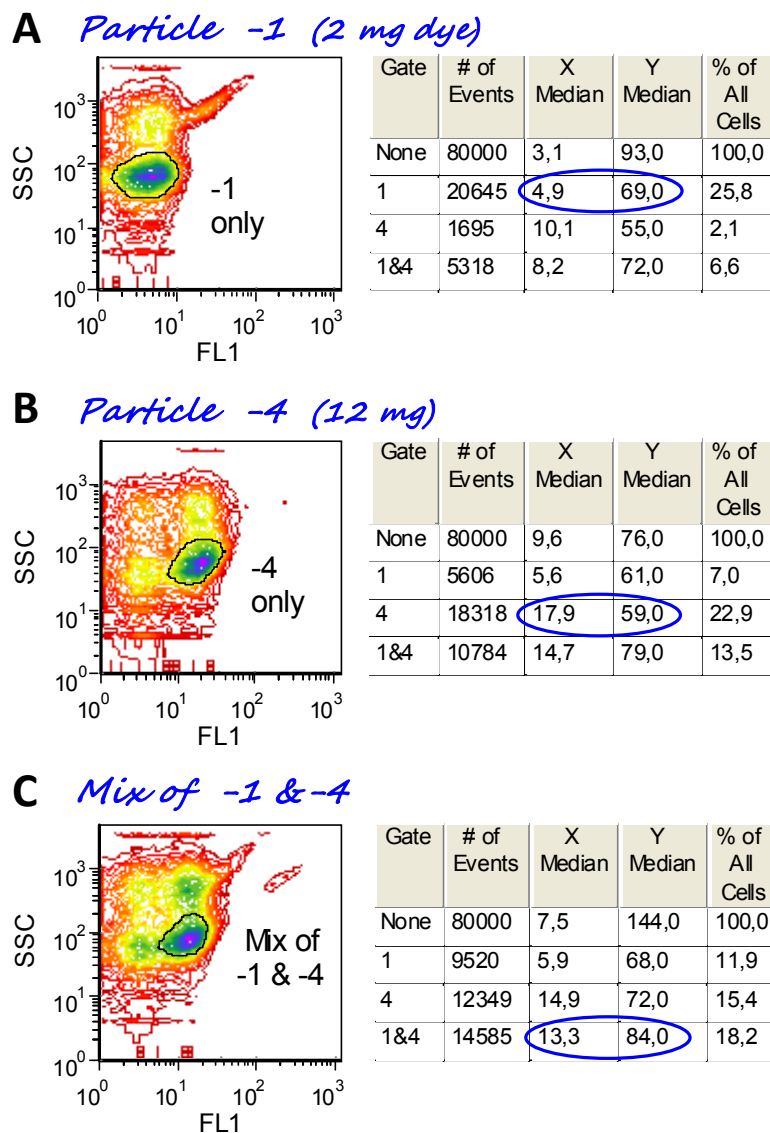 A Particle -1 (2 mg dye)
SSC
10³
10²
10¹
10⁰
-1
only
10⁰ 10¹ 10² 10³
FL1
Gate # of Events X Median Y Median % of All Cells
None 80000 3,1 93,0 100,0
1 20645 4,9 69,0 25,8
4 1695 10,1 55,0 2,1
1&4 5318 8,2 72,0 6,6
B Particle -4 (12 mg)
SSC
10³
10²
10¹
10⁰
-4
only
10⁰ 10¹ 10² 10³
FL1
Gate # of Events X Median Y Median % of All Cells
None 80000 9,6 76,0 100,0
1 5606 5,6 61,0 7,0
4 18318 17,9 59,0 22,9
1&4 10784 14,7 79,0 13,5
C Mix of -1 & -4
SSC
10³
10²
10¹
10⁰
Mix of
-1 & -4
10⁰ 10¹ 10² 10³
FL1
Gate # of Events X Median Y Median % of All Cells
None 80000 7,5 144,0 100,0
1 9520 5,9 68,0 11,9
4 12349 14,9 72,0 15,4
1&4 14585 13,3 84,0 18,2